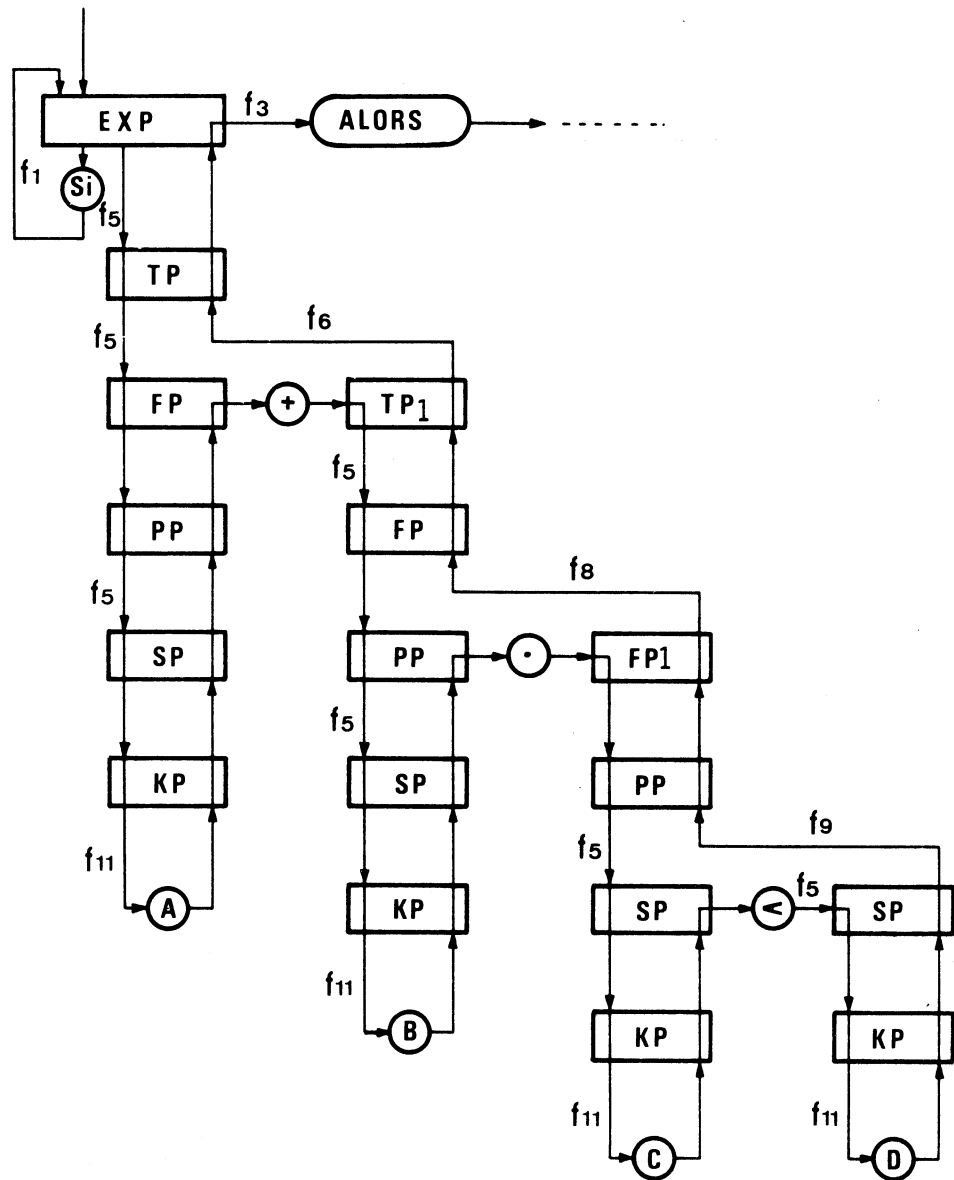 f3
EXP ALORS
f1 Si
f5
TP
f6
f5
FP + TP1
f5
PP FP
f8
f5
SP PP · FP1
f5
KP SP PP
f9
f11 f5 f5
A KP SP < SP
f11
B KP KP
f11 f11
C D